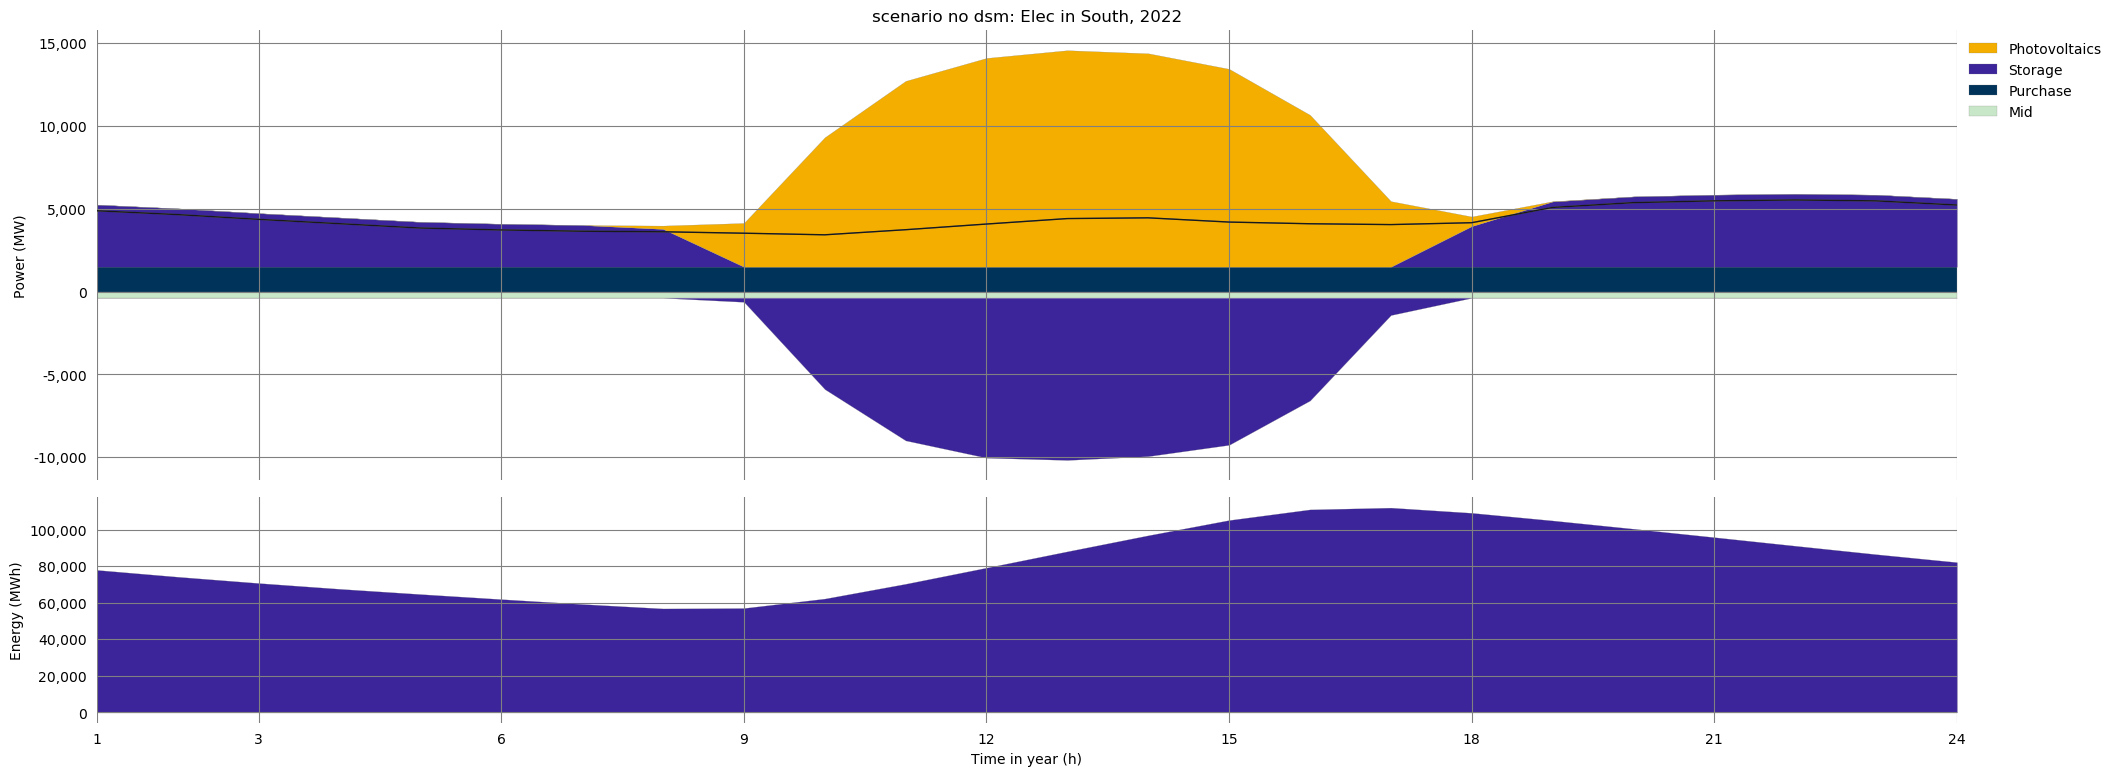 scenario no dsm: Elec in South, 2022
Power (MW)
15,000
10,000
5,000
0
-5,000
-10,000
Photovoltaics
Storage
Purchase
Mid
Energy (MWh)
100,000
80,000
60,000
40,000
20,000
0
1 3 6 9 12 15 18 21 24
Time in year (h)